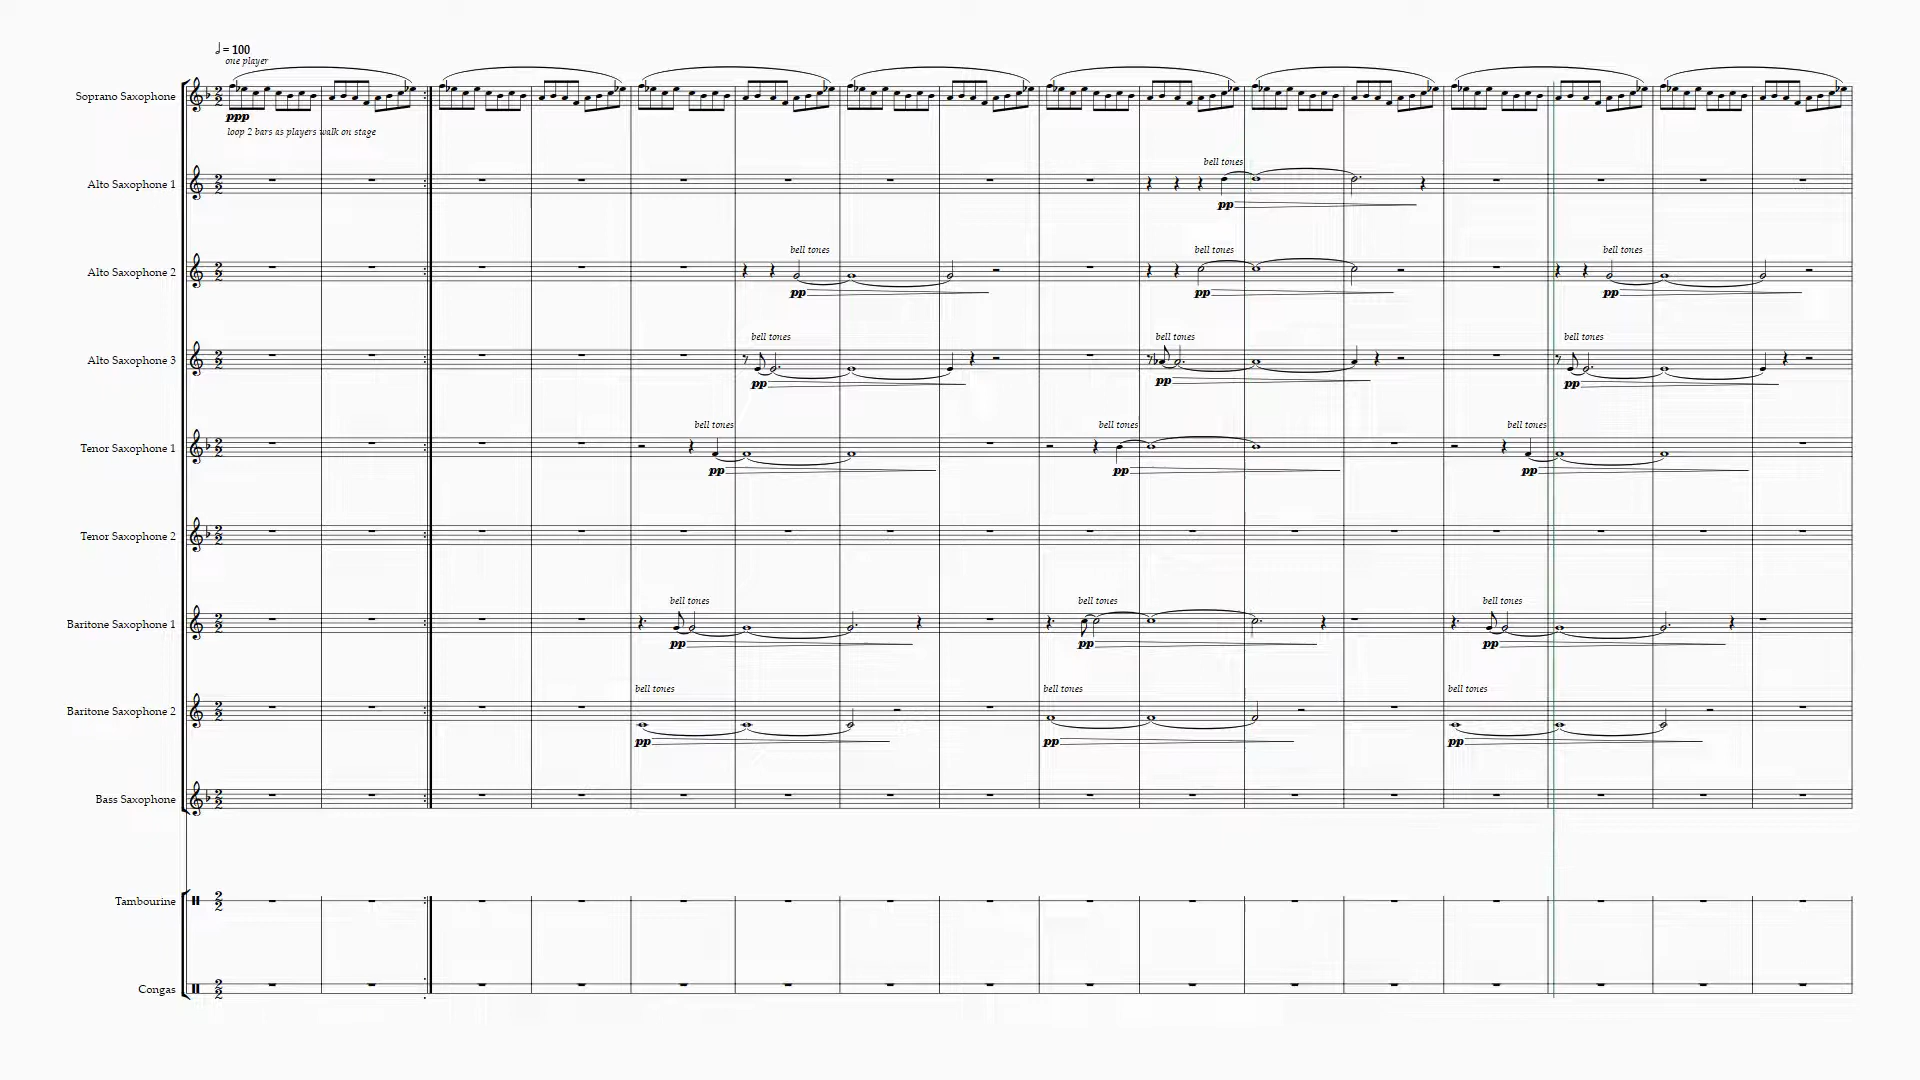 𝅗𝅥 = 100
one player
Soprano Saxophone
ppp
loop 2 bars as players walk on stage
bell tones
Alto Saxophone 1
pp
bell tones bell tones bell tones
Alto Saxophone 2
pp pp pp
bell tones bell tones bell tones
Alto Saxophone 3
pp pp pp
bell tones bell tones bell tones
Tenor Saxophone 1
pp pp pp
Tenor Saxophone 2
bell tones bell tones bell tones
Baritone Saxophone 1
pp pp pp
bell tones bell tones bell tones
Baritone Saxophone 2
pp pp pp
Bass Saxophone
Tambourine
Congas